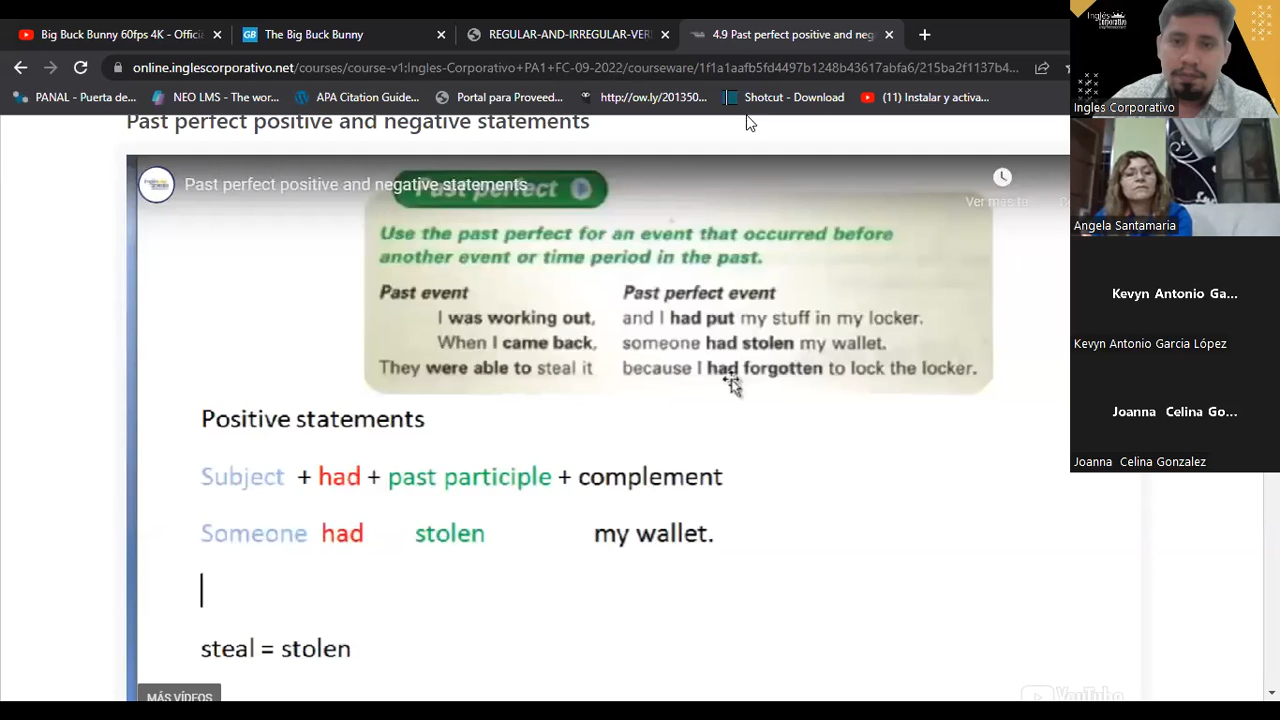 Big Buck Bunny 60fps 4K - Offici
The Big Buck Bunny
REGULAR-AND-IRREGULAR-VER
4.9 Past perfect positive and neg
online.inglescorporativo.net/courses/course-v1:Ingles-Corporativo+PA1+FC-09-2022/courseware/1f1a1aafb5fd4497b1248b43617abfa6/215ba2f1137b4...
PANAL - Puerta de...
NEO LMS - The wor...
APA Citation Guide...
Portal para Proveed...
http://ow.ly/201350...
Shotcut - Download
(11) Instalar y activa...
Past perfect positive and negative statements
Past perfect positive and negative statements
Past perfect
Ver más ta
Use the past perfect for an event that occurred before
another event or time period in the past.
Past event Past perfect event
I was working out, and I had put my stuff in my locker.
When I came back, someone had stolen my wallet.
They were able to steal it because I had forgotten to lock the locker.
Positive statements
Subject + had + past participle + complement
Someone had stolen my wallet.
steal = stolen
MÁS VÍDEOS
YouTube
Inglés
Corporativo
Ingles Corporativo
Angela Santamaria
Kevyn Antonio Ga...
Kevyn Antonio Garcia López
Joanna Celina Go...
Joanna Celina Gonzalez